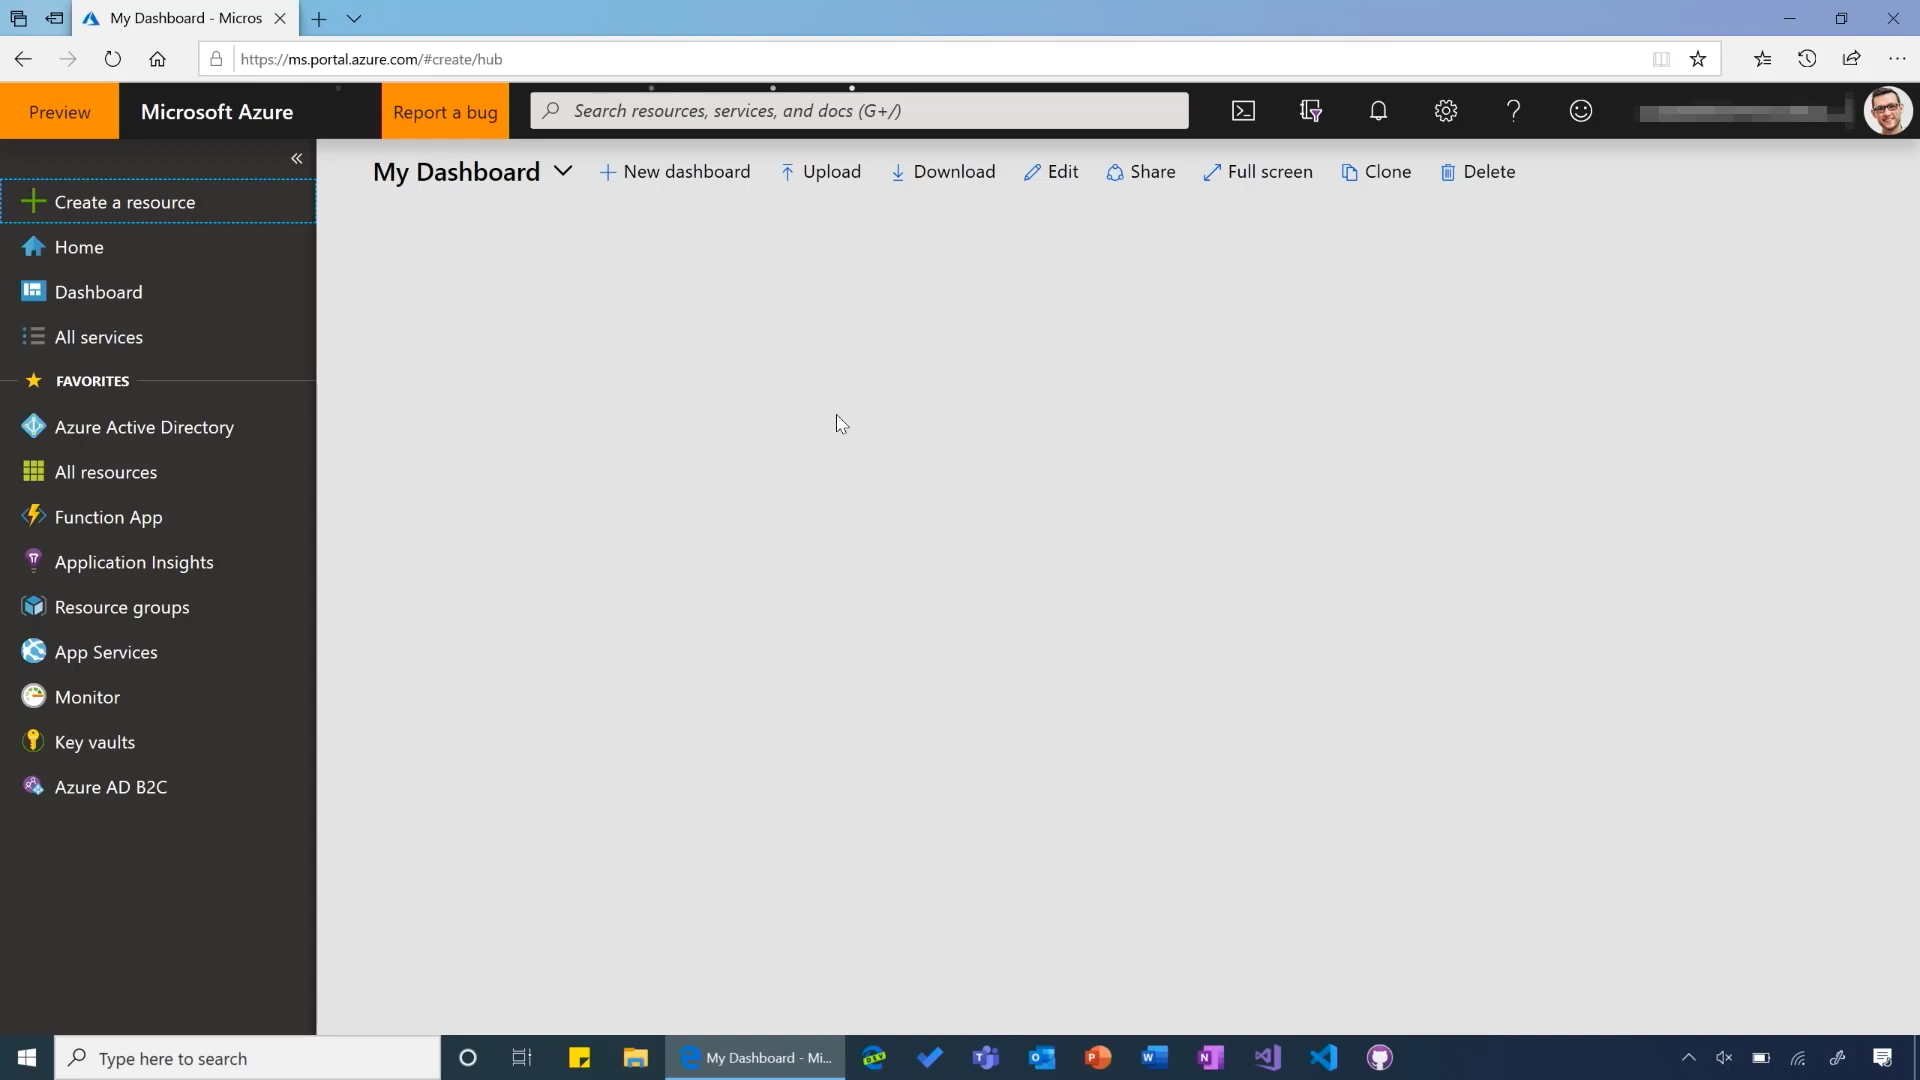 My Dashboard - Micros
https://ms.portal.azure.com/#create/hub
Preview
Microsoft Azure
Report a bug
Search resources, services, and docs (G+/)
My Dashboard
New dashboard
Upload
Download
Edit
Share
Full screen
Clone
Delete
Create a resource
Home
Dashboard
All services
FAVORITES
Azure Active Directory
All resources
Function App
Application Insights
Resource groups
App Services
Monitor
Key vaults
Azure AD B2C
Type here to search
My Dashboard - Mi...
DEV